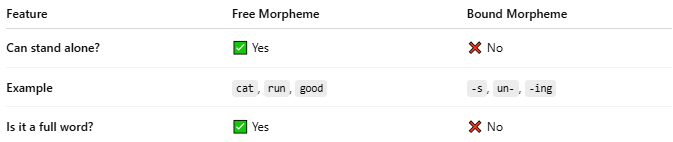 Feature Free Morpheme Bound Morpheme
Can stand alone? ✅ Yes ❌ No
Example cat, run, good -s, un-, -ing
Is it a full word? ✅ Yes ❌ No